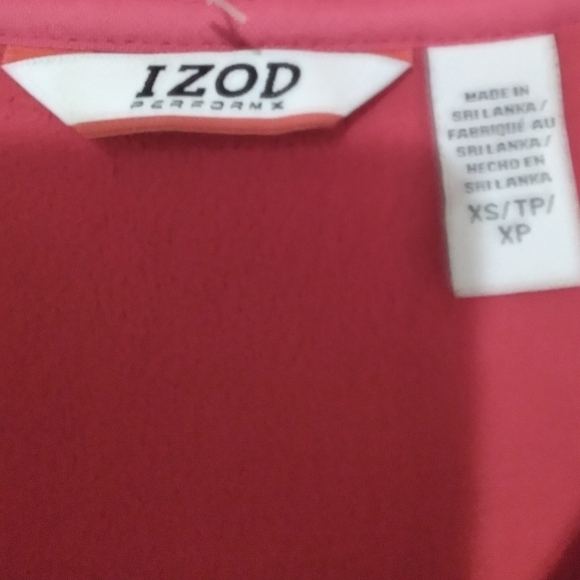 IZOD
PERFORMX
MADE IN
SRI LANKA /
FABRIQUÉ AU
SRI LANKA /
HECHO EN
SRI LANKA
XS/TP/
XP